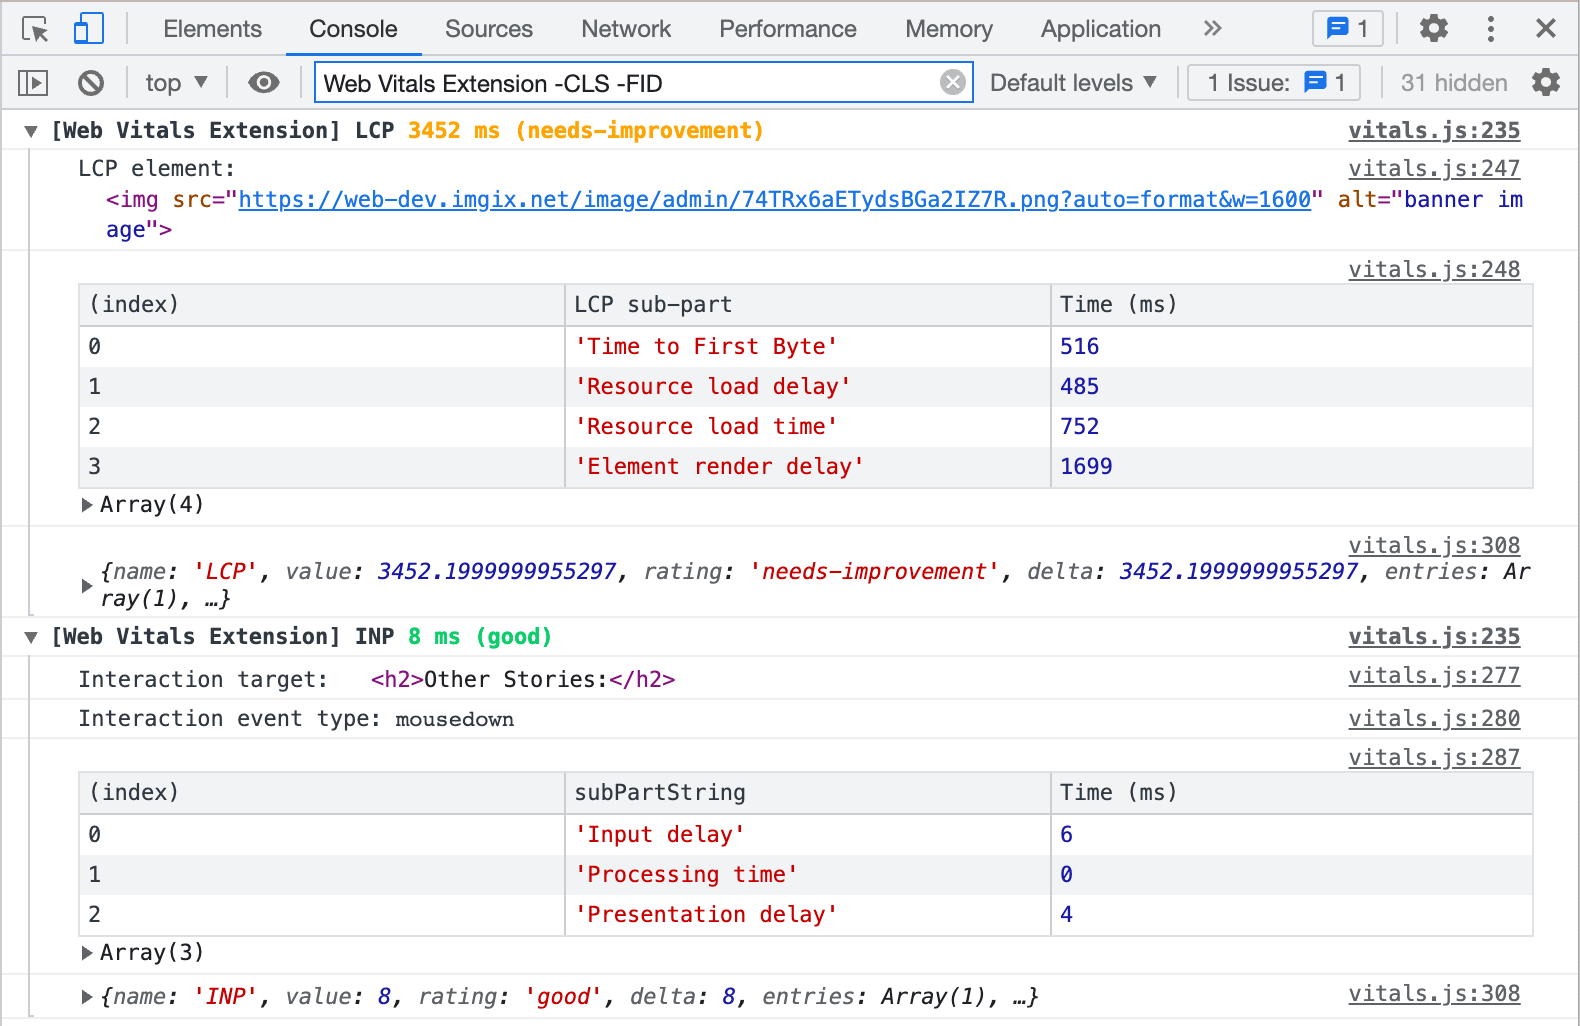 Elements Console Sources Network Performance Memory Application 1
top Web Vitals Extension -CLS -FID Default levels 1 Issue: 1 31 hidden
[Web Vitals Extension] LCP 3452 ms (needs-improvement) vitals.js:235
LCP element: vitals.js:247
<img src="https://web-dev.imgix.net/image/admin/74TRx6aETydsBGa2IZ7R.png?auto=format&w=1600" alt="banner im
age">
vitals.js:248
(index) LCP sub-part Time (ms)
0 'Time to First Byte' 516
1 'Resource load delay' 485
2 'Resource load time' 752
3 'Element render delay' 1699
Array(4)
vitals.js:308
{name: 'LCP', value: 3452.1999999955297, rating: 'needs-improvement', delta: 3452.1999999955297, entries: Ar
ray(1), …}
[Web Vitals Extension] INP 8 ms (good) vitals.js:235
Interaction target: <h2>Other Stories:</h2> vitals.js:277
Interaction event type: mousedown vitals.js:280
vitals.js:287
(index) subPartString Time (ms)
0 'Input delay' 6
1 'Processing time' 0
2 'Presentation delay' 4
Array(3)
{name: 'INP', value: 8, rating: 'good', delta: 8, entries: Array(1), …} vitals.js:308